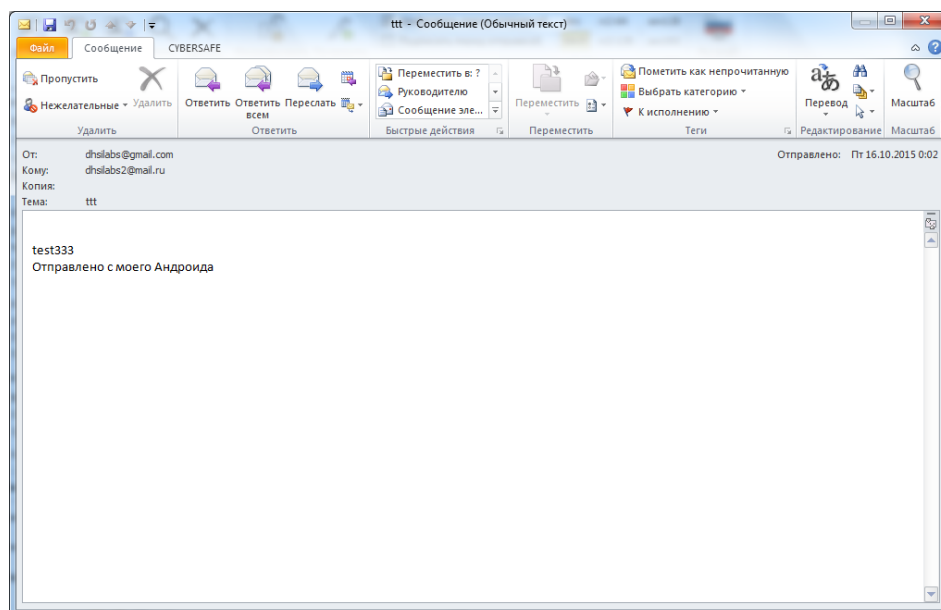 ttt - Сообщение (Обычный текст)
Файл Сообщение CYBERSAFE
Пропустить
Нежелательные
Удалить
Удалить
Ответить
Ответить всем
Переслать
Ответить
Переместить в: ?
Руководителю
Сообщение эле...
Быстрые действия
Переместить
Переместить
Пометить как непрочитанную
Выбрать категорию
К исполнению
Теги
Перевод
Редактирование
Масштаб
Масштаб
От: dhsilabs@gmail.com
Отправлено: Пт 16.10.2015 0:02
Кому: dhsilabs2@mail.ru
Копия:
Тема: ttt
test333
Отправлено с моего Андроида